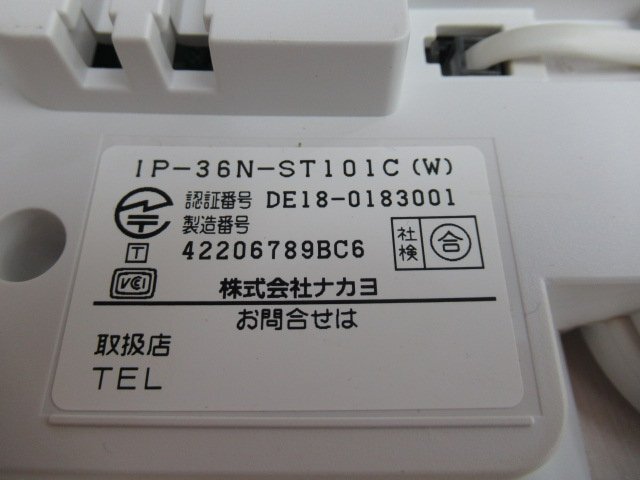 IP-36N-ST101C(W)
認証番号 DE18-0183001
製造番号
T 42206789BC6
社検 合
VCI
株式会社ナカヨ
お問合せは
取扱店
TEL